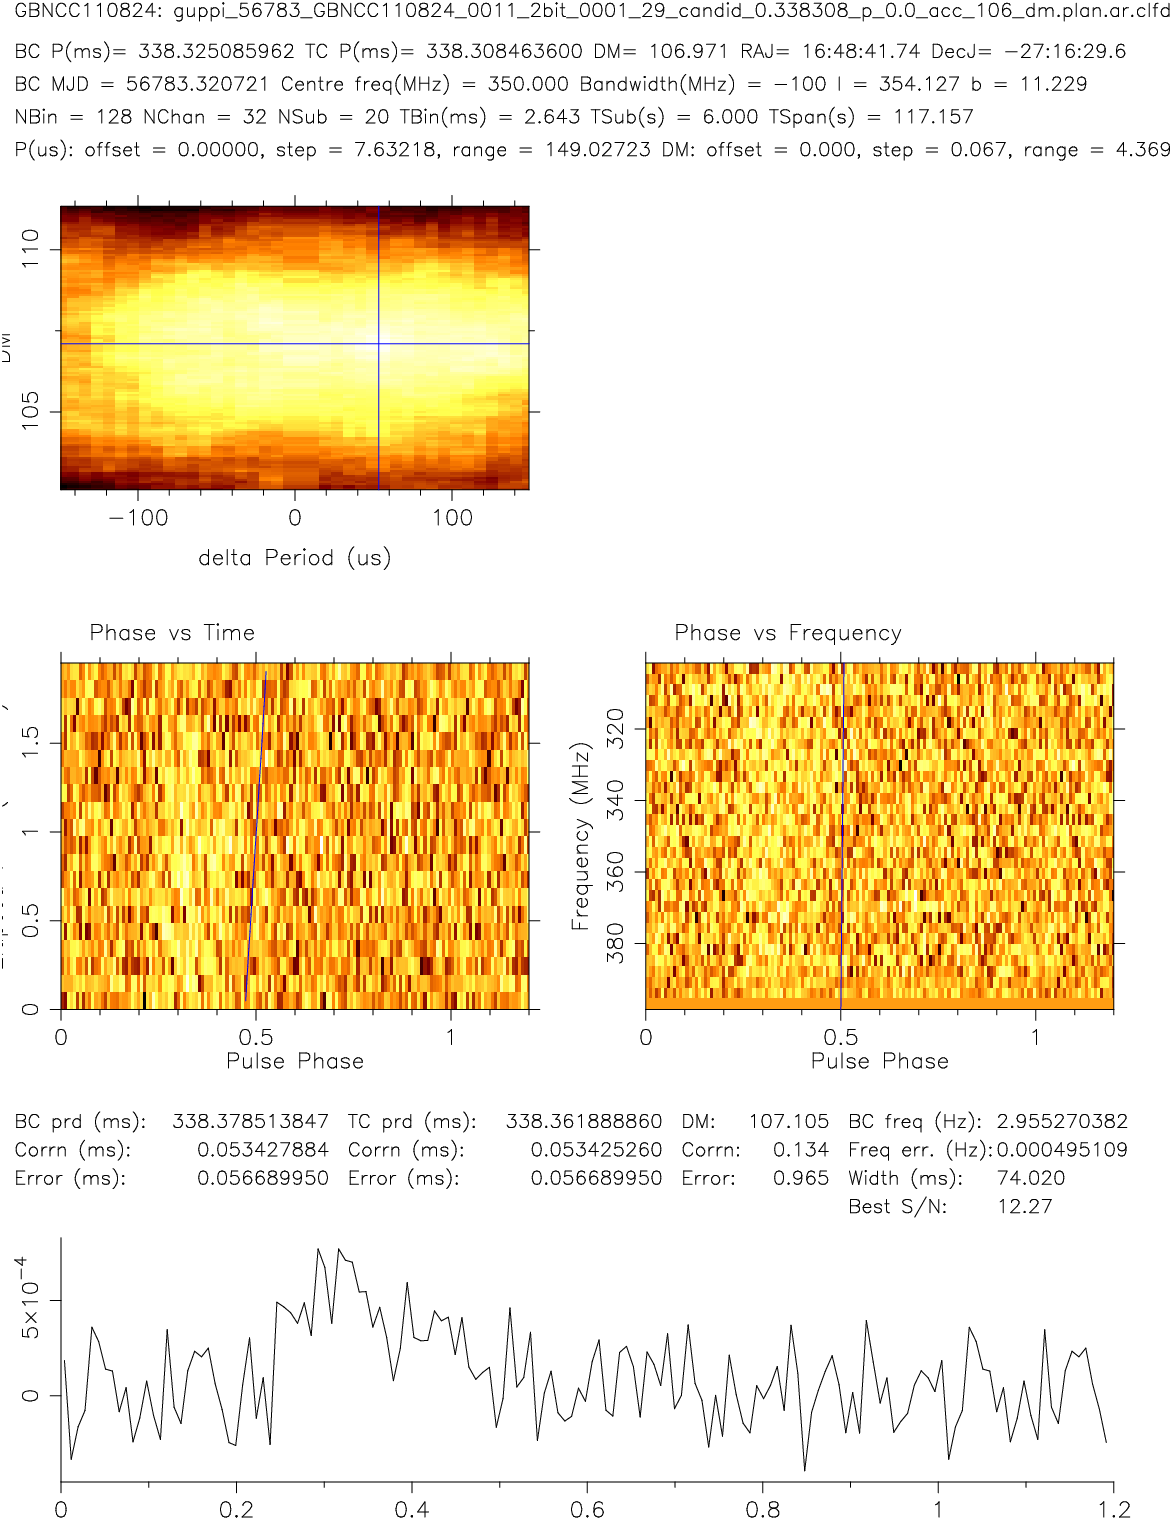 GBNCC110824: guppi_56783_GBNCC110824_0011_2bit_0001_29_candid_0.338308_p_0.0_acc_106_dm.plan.ar.clfd
BC P(ms)= 338.325085962 TC P(ms)= 338.308463600 DM= 106.971 RAJ= 16:48:41.74 DecJ= −27:16:29.6
BC MJD = 56783.320721 Centre freq(MHz) = 350.000 Bandwidth(MHz) = −100 l = 354.127 b = 11.229
NBin = 128 NChan = 32 NSub = 20 TBin(ms) = 2.643 TSub(s) = 6.000 TSpan(s) = 117.157
P(us): offset = 0.00000, step = 7.63218, range = 149.02723 DM: offset = 0.000, step = 0.067, range = 4.369
110
DM
105
−100 0 100
delta Period (us)
Phase vs Time
1.5
1
0.5
0
0 0.5 1
Pulse Phase
Phase vs Frequency
320
340
360
380
Frequency (MHz)
0 0.5 1
Pulse Phase
BC prd (ms): 338.378513847 TC prd (ms): 338.361888860 DM: 107.105 BC freq (Hz): 2.955270382
Corrn (ms): 0.053427884 Corrn (ms): 0.053425260 Corrn: 0.134 Freq err. (Hz): 0.000495109
Error (ms): 0.056689950 Error (ms): 0.056689950 Error: 0.965 Width (ms): 74.020
Best S/N: 12.27
5×10−4
0
0 0.2 0.4 0.6 0.8 1 1.2